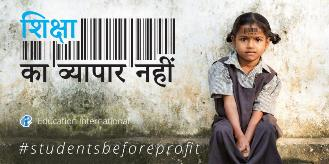 शिक्षा
का व्यापार नहीं
Education International
#studentsbeforeprofit